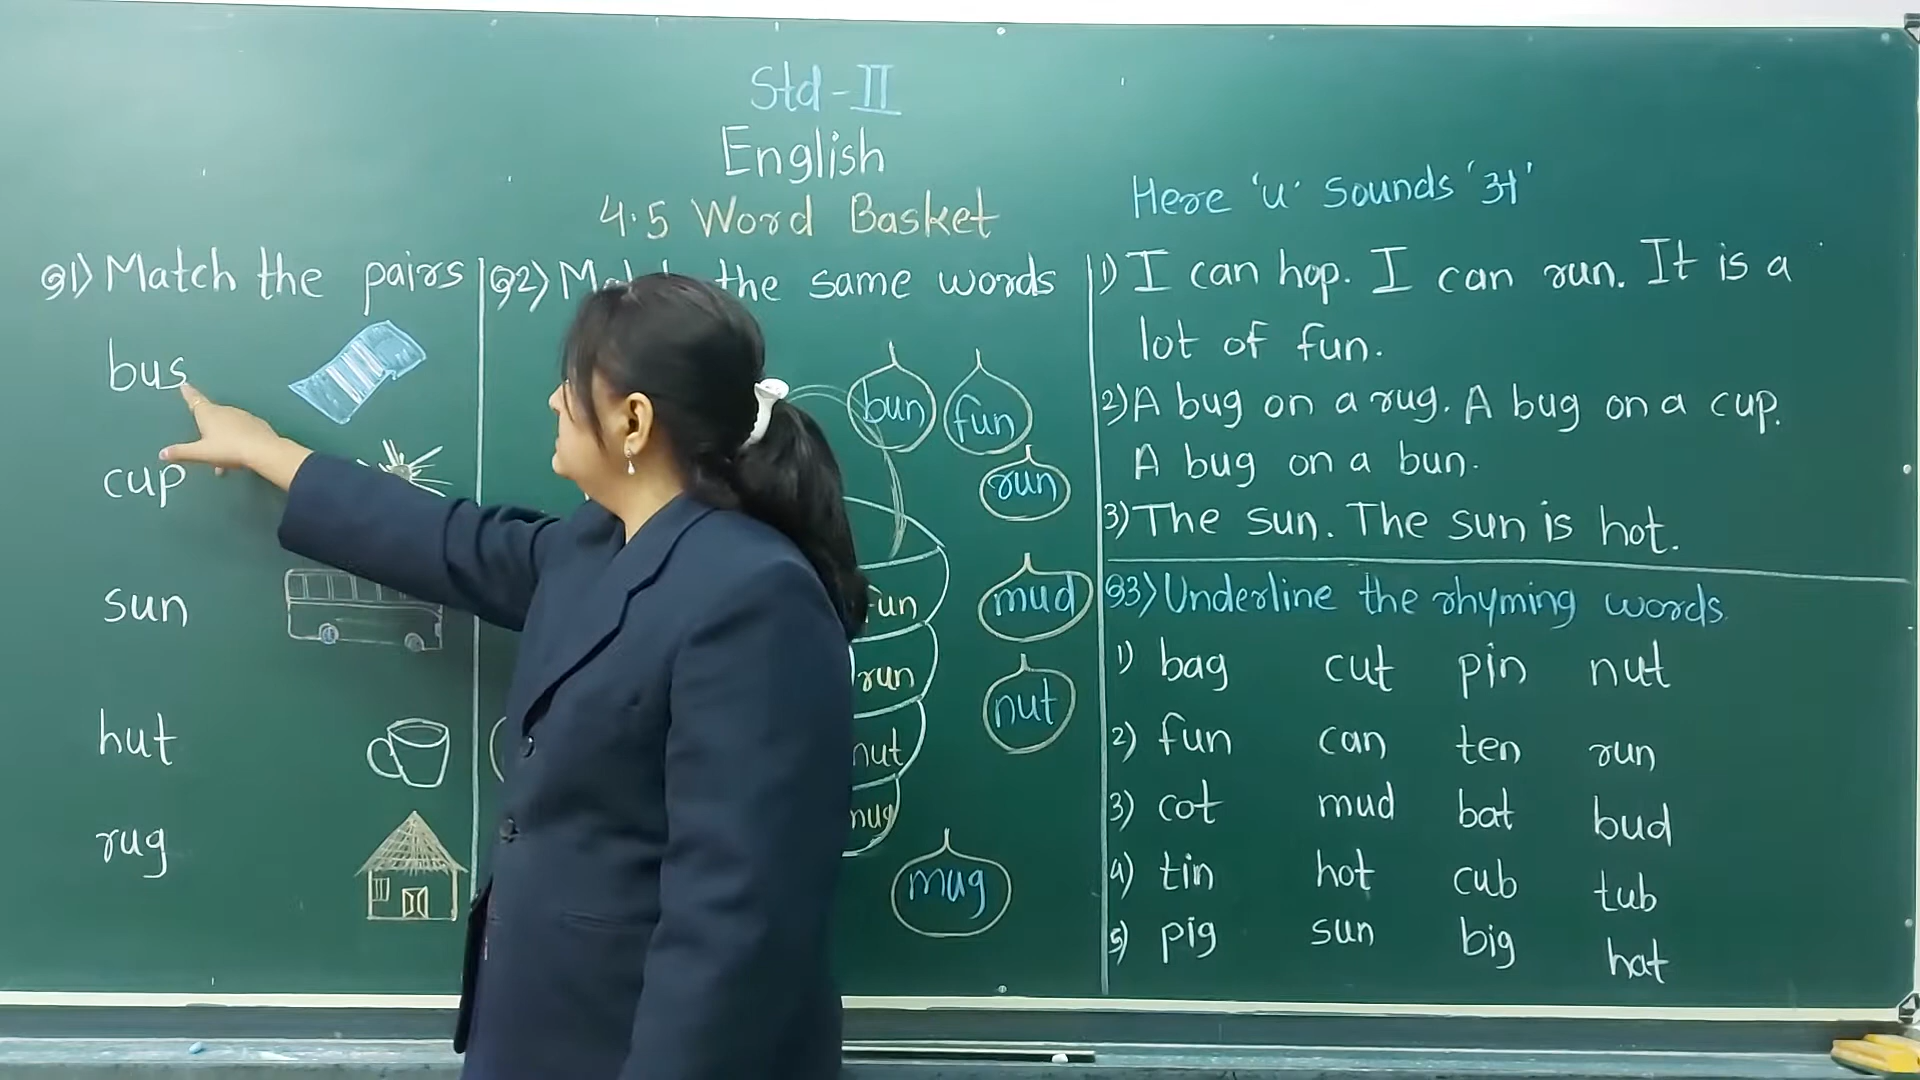 Std - II
English
4.5 Word Basket
Q1) Match the pairs
bus
cup
sun
hut
rug
Q2) the same words
bun
fun
run
mud
nut
mug
run
nut
Here 'u' Sounds 'अ'
1) I can hop. I can run. It is a
lot of fun.
2) A bug on a rug. A bug on a cup.
A bug on a bun.
3) The sun. The sun is hot.
Q3) Underline the rhyming words
1) bag cut pin nut
2) fun can ten run
3) cot mud bat bud
4) tin hot cub tub
5) pig sun big hat